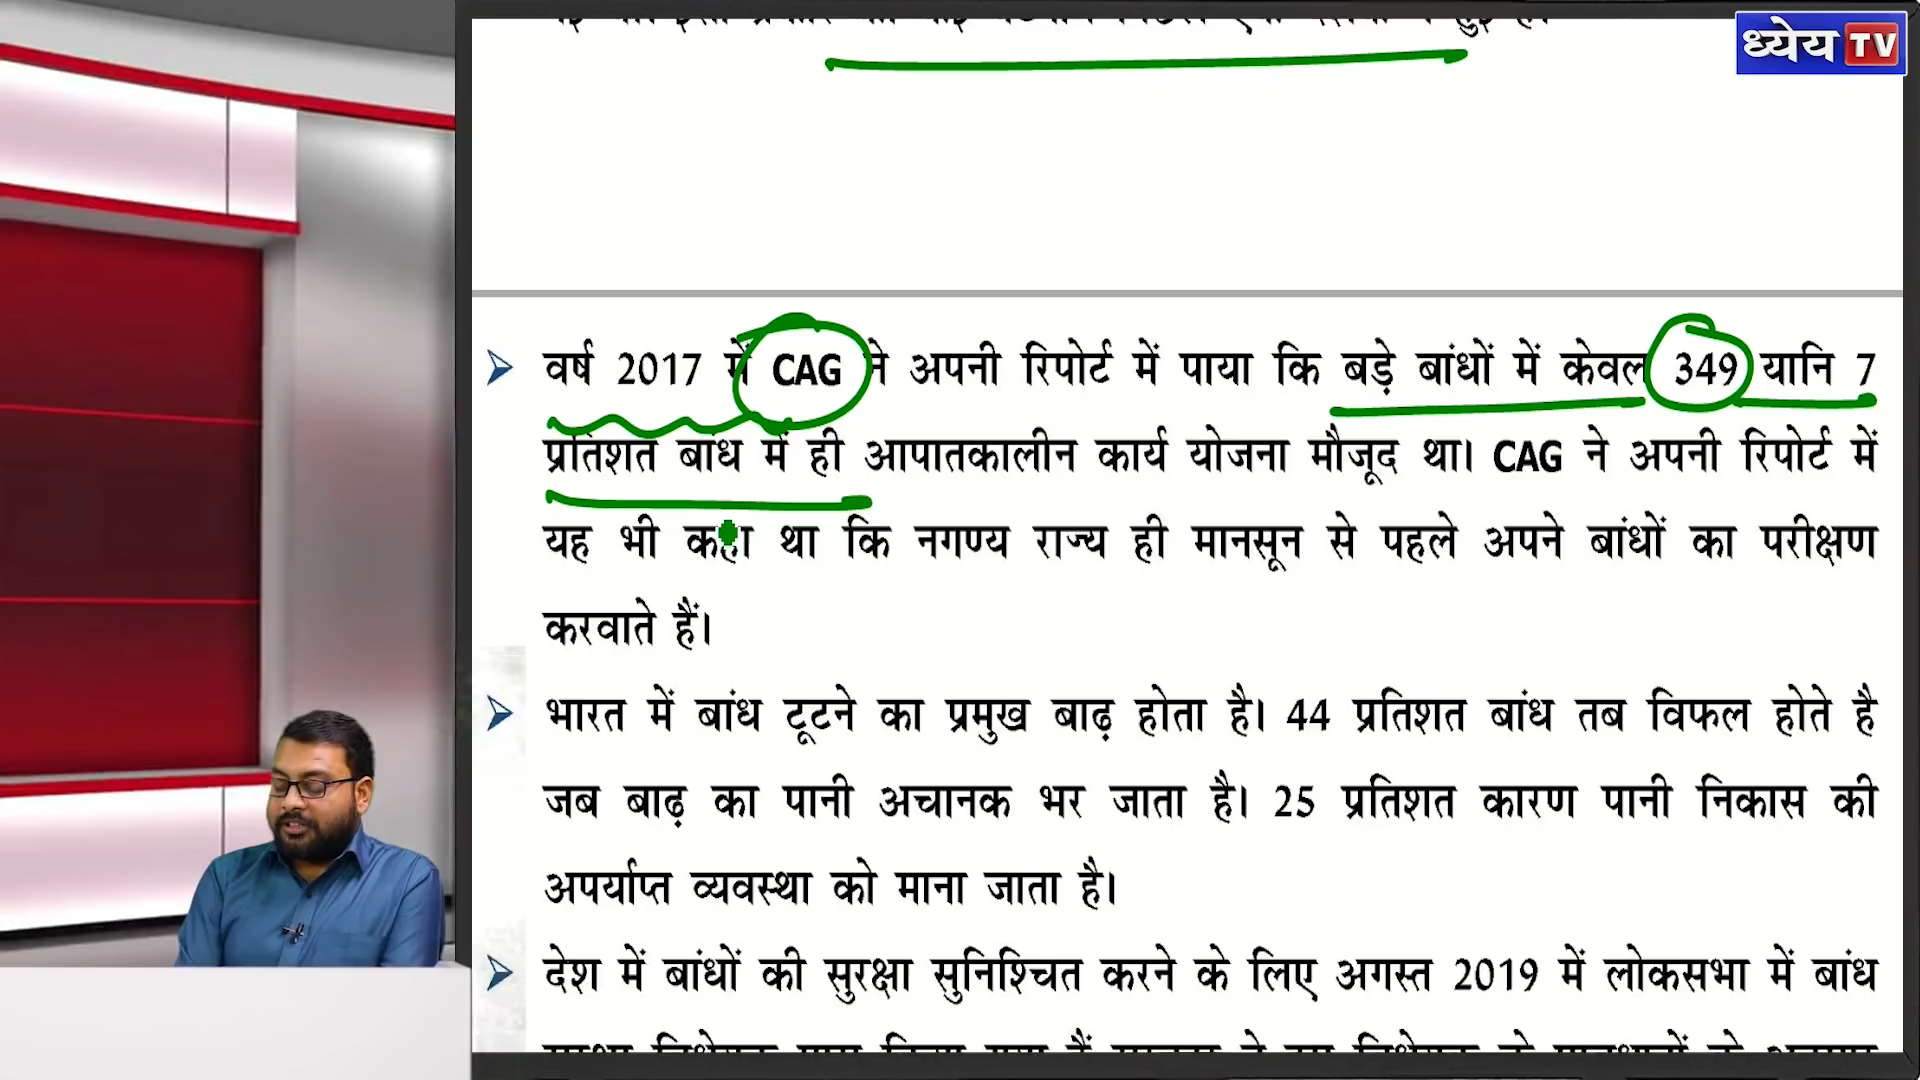 ध्येय TV
वर्ष 2017 में CAG ने अपनी रिपोर्ट में पाया कि बड़े बांधों में केवल 349 यानि 7
प्रतिशत बांध में ही आपातकालीन कार्य योजना मौजूद था। CAG ने अपनी रिपोर्ट में
यह भी कहा था कि नगण्य राज्य ही मानसून से पहले अपने बांधों का परीक्षण
करवाते हैं।
भारत में बांध टूटने का प्रमुख बाढ़ होता है। 44 प्रतिशत बांध तब विफल होते है
जब बाढ़ का पानी अचानक भर जाता है। 25 प्रतिशत कारण पानी निकास की
अपर्याप्त व्यवस्था को माना जाता है।
देश में बांधों की सुरक्षा सुनिश्चित करने के लिए अगस्त 2019 में लोकसभा में बांध